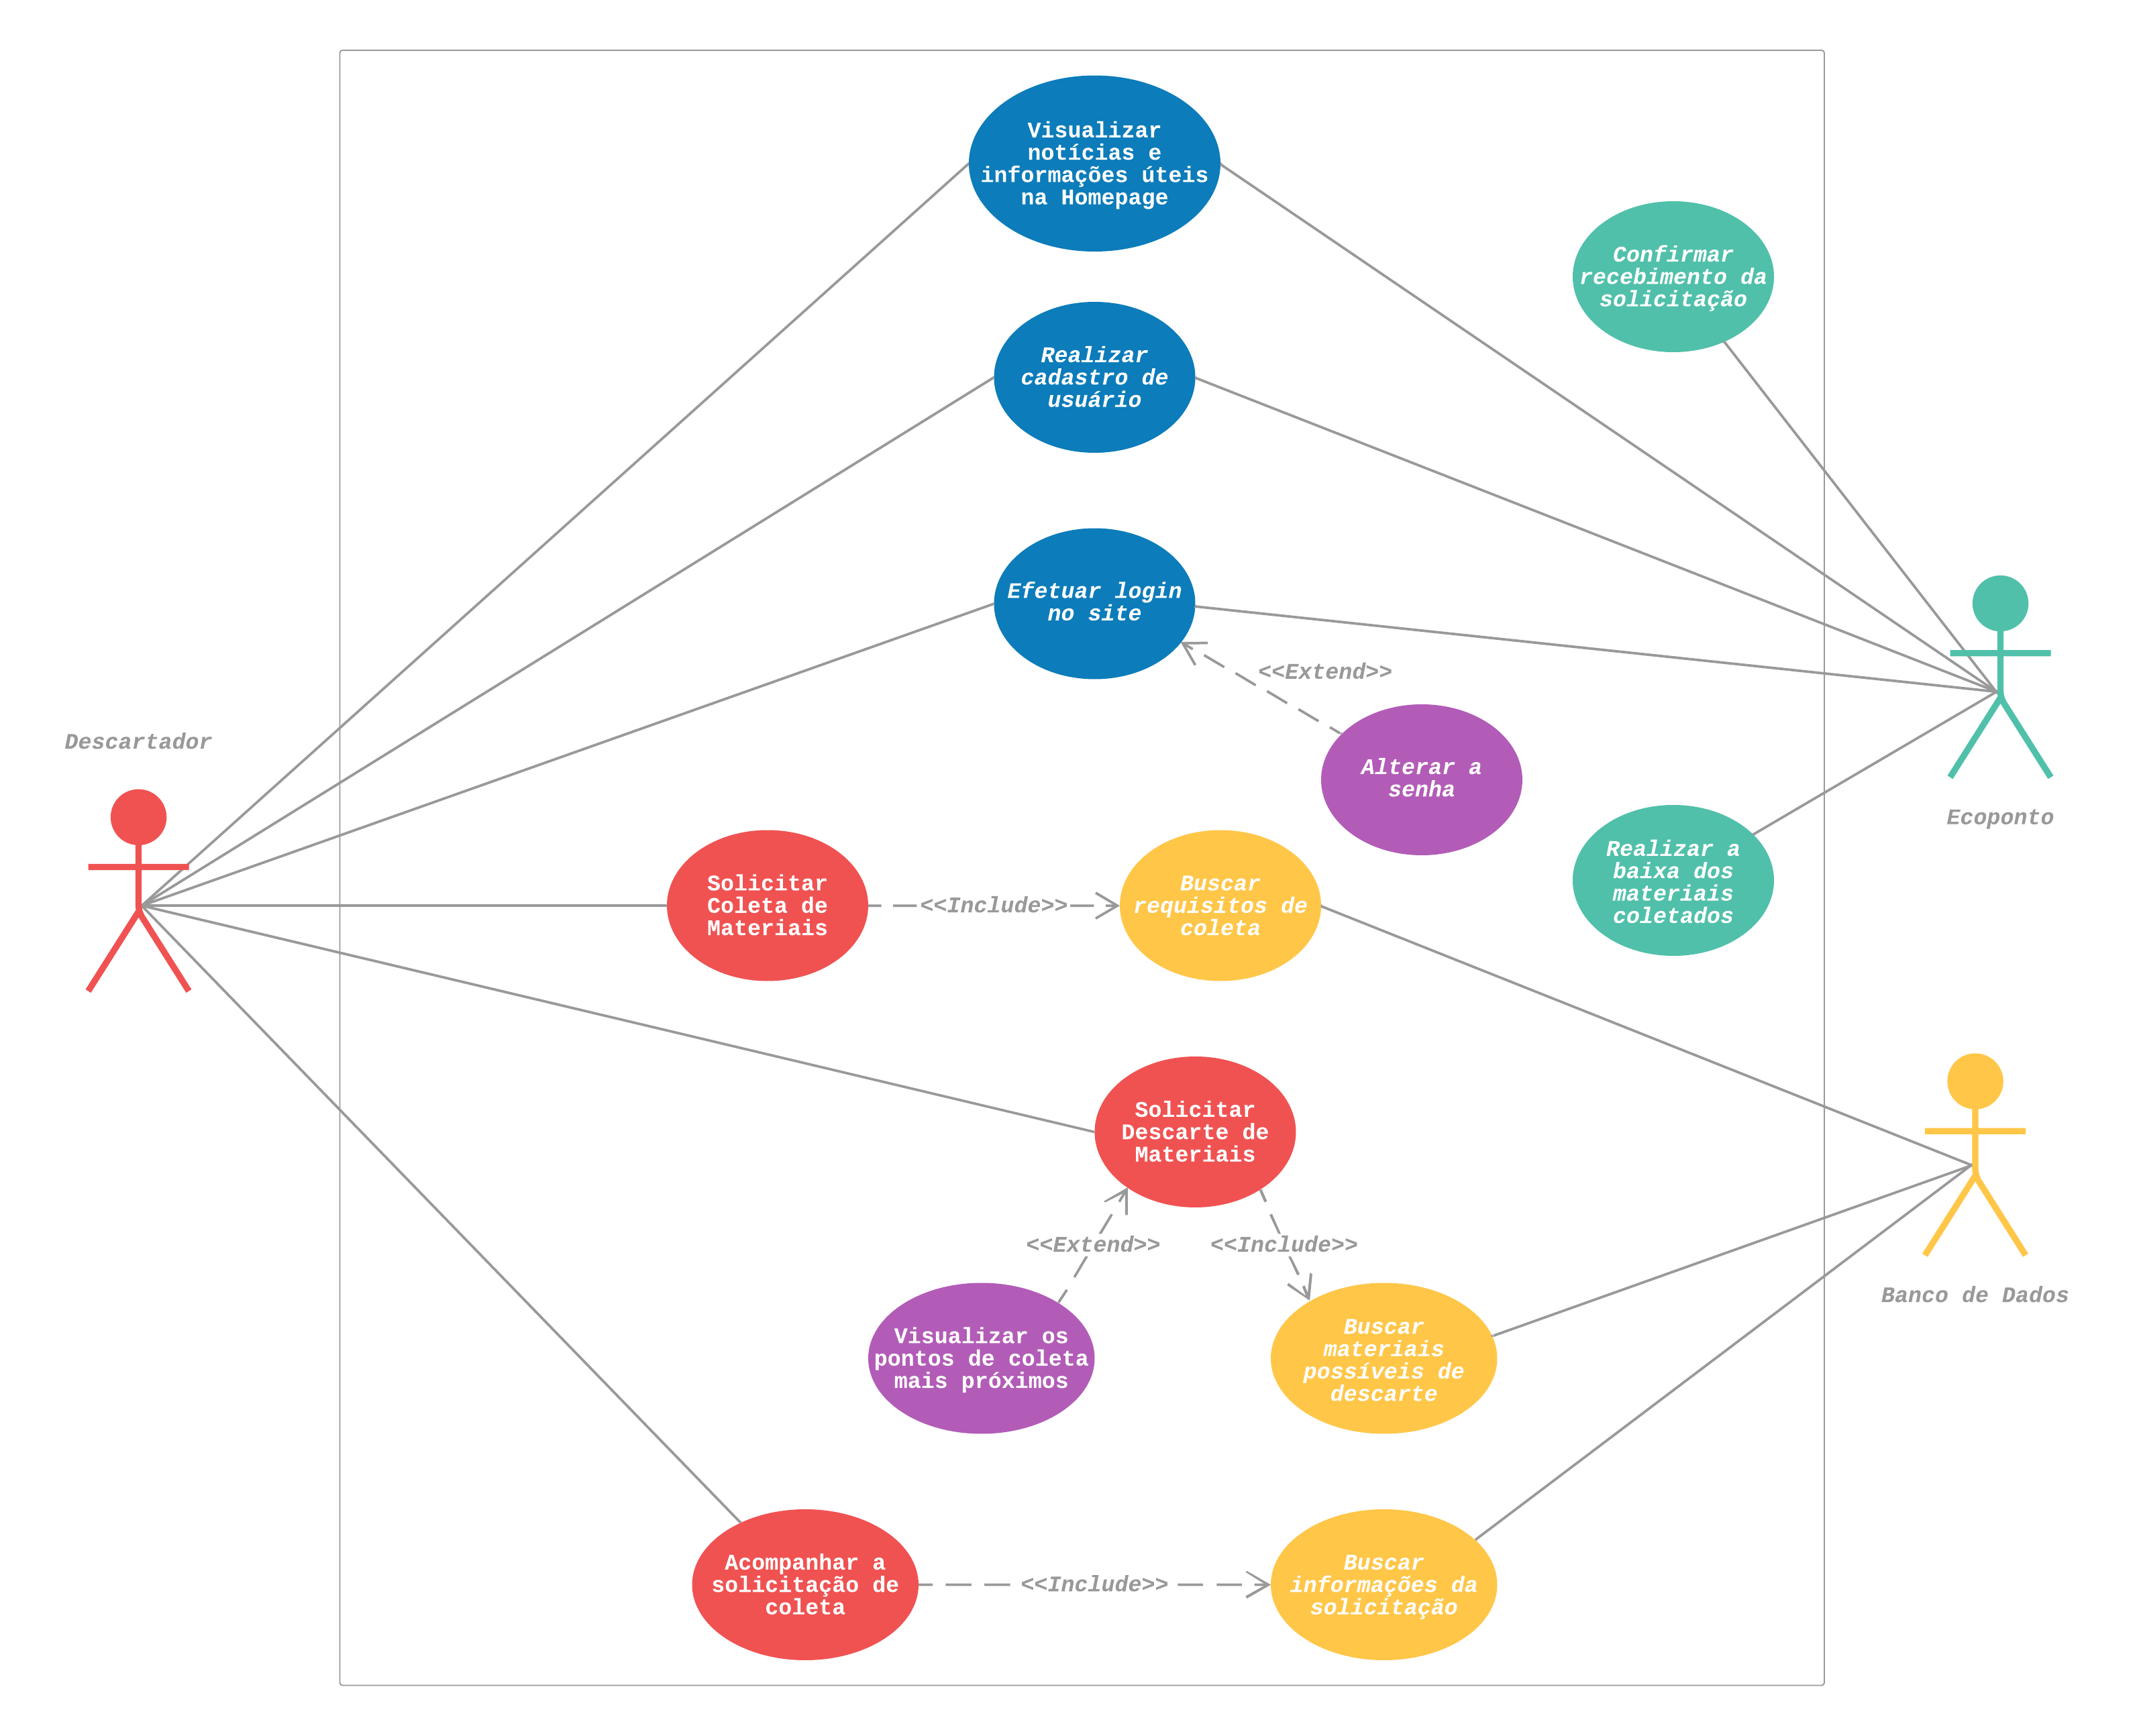 Visualizar
notícias e
informações úteis
na Homepage
Confirmar
recebimento da
solicitação
Realizar
cadastro de
usuário
Efetuar login
no site
<<Extend>>
Descartador
Alterar a
senha
Ecoponto
Realizar a
baixa dos
materiais
coletados
Solicitar
Coleta de
Materiais
<<Include>>
Buscar
requisitos de
coleta
Solicitar
Descarte de
Materiais
<<Extend>>
<<Include>>
Banco de Dados
Visualizar os
pontos de coleta
mais próximos
Buscar
materiais
possíveis de
descarte
Acompanhar a
solicitação de
coleta
<<Include>>
Buscar
informações da
solicitação